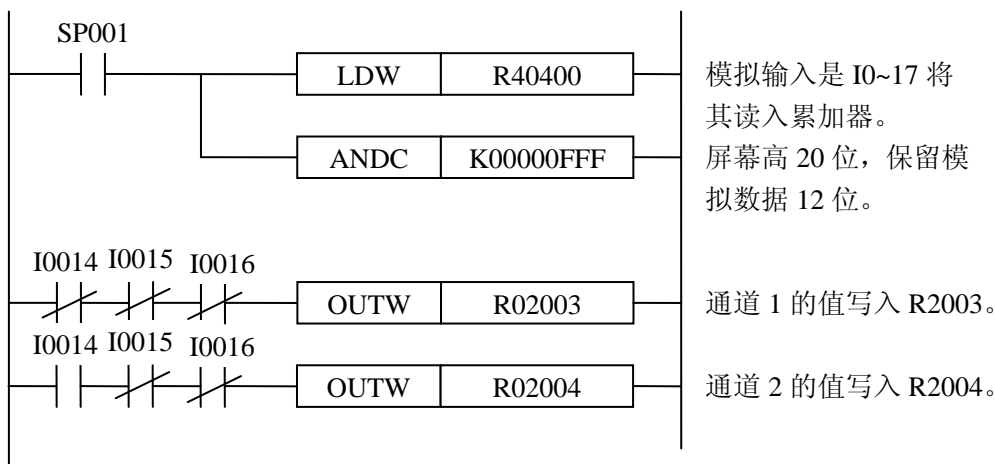 SP001
LDW R40400
模拟输入是 I0~17 将
其读入累加器。
ANDC K00000FFF
屏幕高 20 位，保留模
拟数据 12 位。
I0014 I0015 I0016
OUTW R02003
通道 1 的值写入 R2003。
I0014 I0015 I0016
OUTW R02004
通道 2 的值写入 R2004。